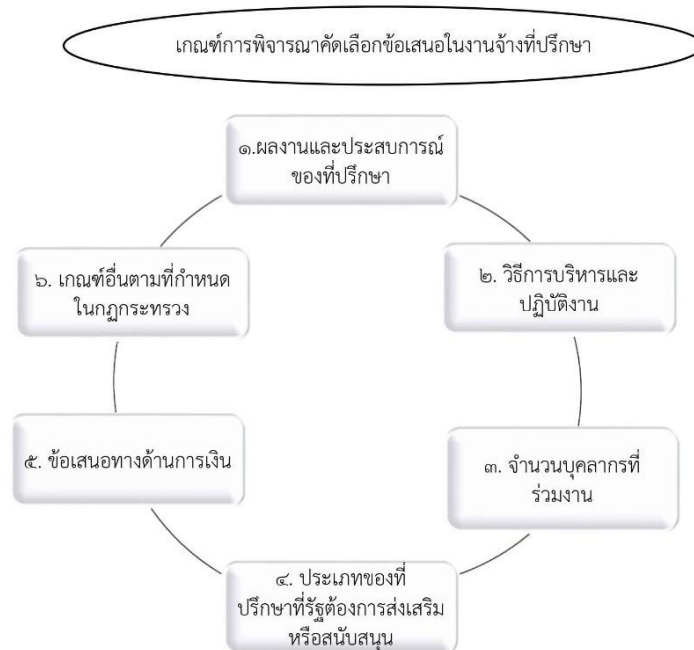 เกณฑ์การพิจารณาคัดเลือกข้อเสนอในงานจ้างที่ปรึกษา
๑.ผลงานและประสบการณ์
ของที่ปรึกษา
๒. วิธีการบริหารและ
ปฏิบัติงาน
๓. จำนวนบุคลากรที่
ร่วมงาน
๔. ประเภทของที่
ปรึกษาที่รัฐต้องการส่งเสริม
หรือสนับสนุน
๕. ข้อเสนอทางด้านการเงิน
๖. เกณฑ์อื่นตามที่กำหนด
ในกฎกระทรวง